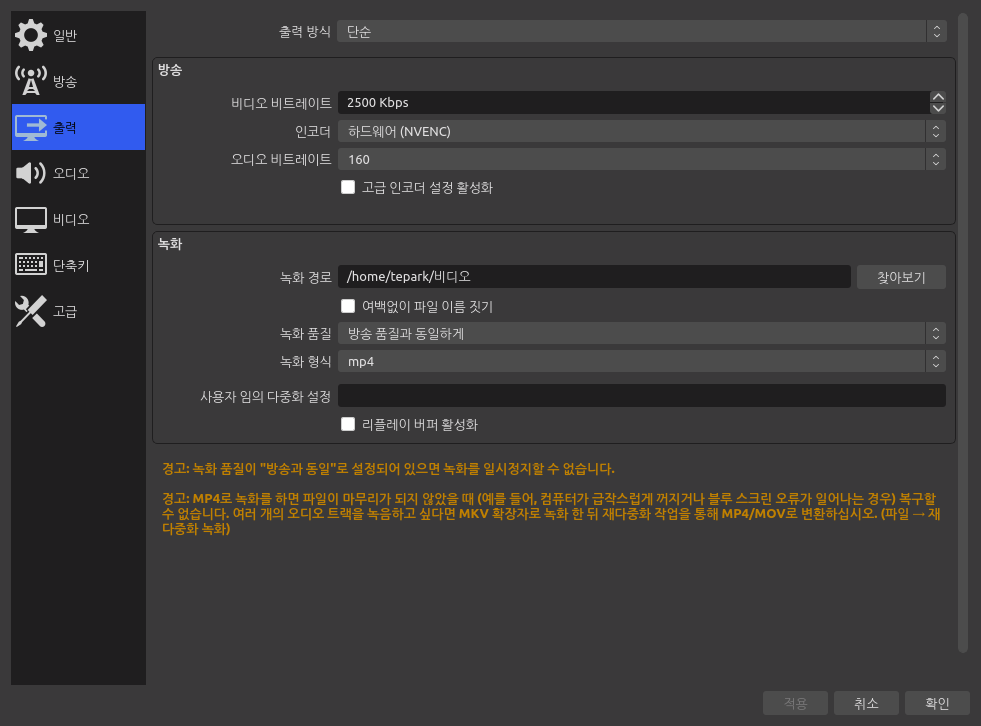 일반
방송
출력
오디오
비디오
단축키
고급
출력 방식 단순
방송
비디오 비트레이트 2500 Kbps
인코더 하드웨어 (NVENC)
오디오 비트레이트 160
고급 인코더 설정 활성화
녹화
녹화 경로 /home/tepark/비디오 찾아보기
여백없이 파일 이름 짓기
녹화 품질 방송 품질과 동일하게
녹화 형식 mp4
사용자 임의 다중화 설정
리플레이 버퍼 활성화
경고: 녹화 품질이 "방송과 동일"로 설정되어 있으면 녹화를 일시정지할 수 없습니다.
경고: MP4로 녹화를 하면 파일이 마무리가 되지 않았을 때 (예를 들어, 컴퓨터가 급작스럽게 꺼지거나 블루 스크린 오류가 일어나는 경우) 복구할
수 없습니다. 여러 개의 오디오 트랙을 녹음하고 싶다면 MKV 확장자로 녹화 한 뒤 재다중화 작업을 통해 MP4/MOV로 변환하십시오. (파일 → 재
다중화 녹화)
적용 취소 확인